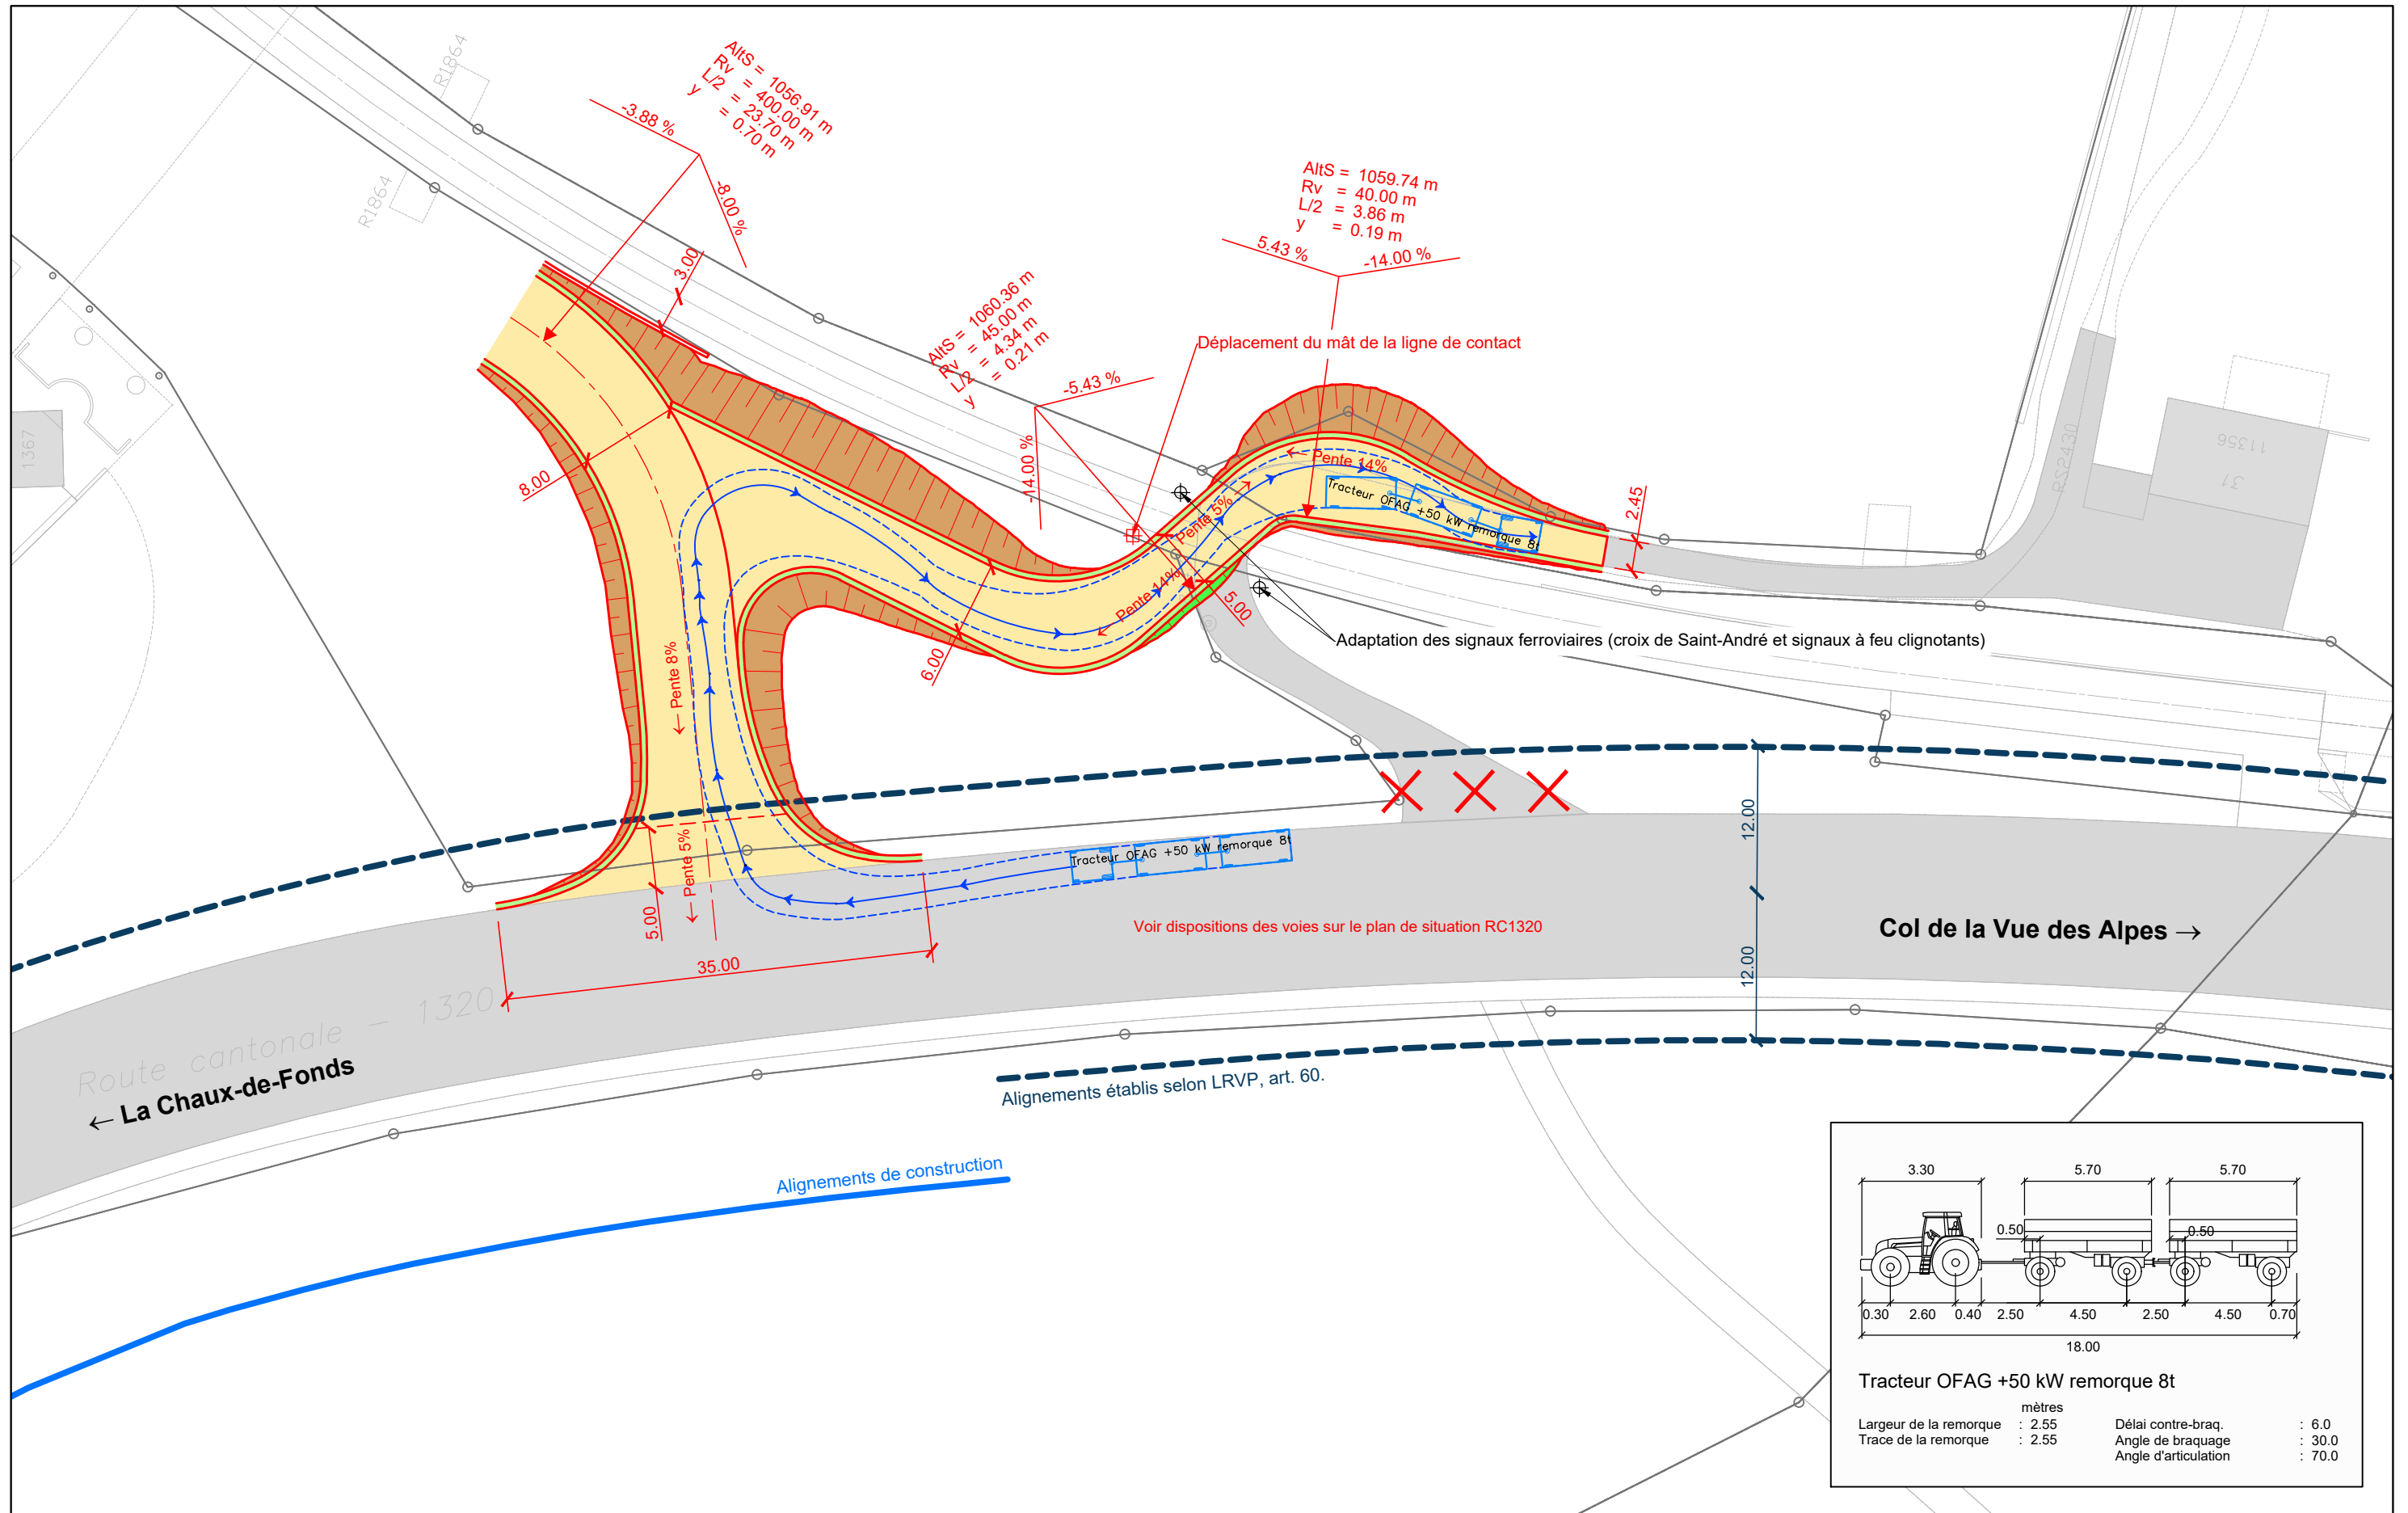 R1864
R1864
AltS = 1056.91 m
Rv = 400.00 m
L/2 = 23.70 m
y = 0.70 m
-3.88 %
-8.00 %
3.00
AltS = 1059.74 m
Rv = 40.00 m
L/2 = 3.86 m
y = 0.19 m
5.43 %
-14.00 %
AltS = 1060.36 m
Rv = 45.00 m
L/2 = 4.34 m
y = 0.21 m
-5.43 %
-14.00 %
Déplacement du mât de la ligne de contact
1367
8.00
← Pente 14%
Pente 5% →
← Pente 14%
Tracteur OFAG +50 kW remorque 8t
2.45
RS2430
11356
31
5.00
6.00
Adaptation des signaux ferroviaires (croix de Saint-André et signaux à feu clignotants)
← Pente 8%
← Pente 5%
5.00
35.00
Tracteur OFAG +50 kW remorque 8t
12.00
12.00
Voir dispositions des voies sur le plan de situation RC1320
Col de la Vue des Alpes →
Route cantonale – 1320
← La Chaux-de-Fonds
Alignements établis selon LRVP, art. 60.
Alignements de construction
3.30
5.70
5.70
0.50
0.50
0.30
2.60
0.40
2.50
4.50
2.50
4.50
0.70
18.00
Tracteur OFAG +50 kW remorque 8t
mètres
Largeur de la remorque : 2.55
Trace de la remorque : 2.55
Délai contre-braq. : 6.0
Angle de braquage : 30.0
Angle d'articulation : 70.0